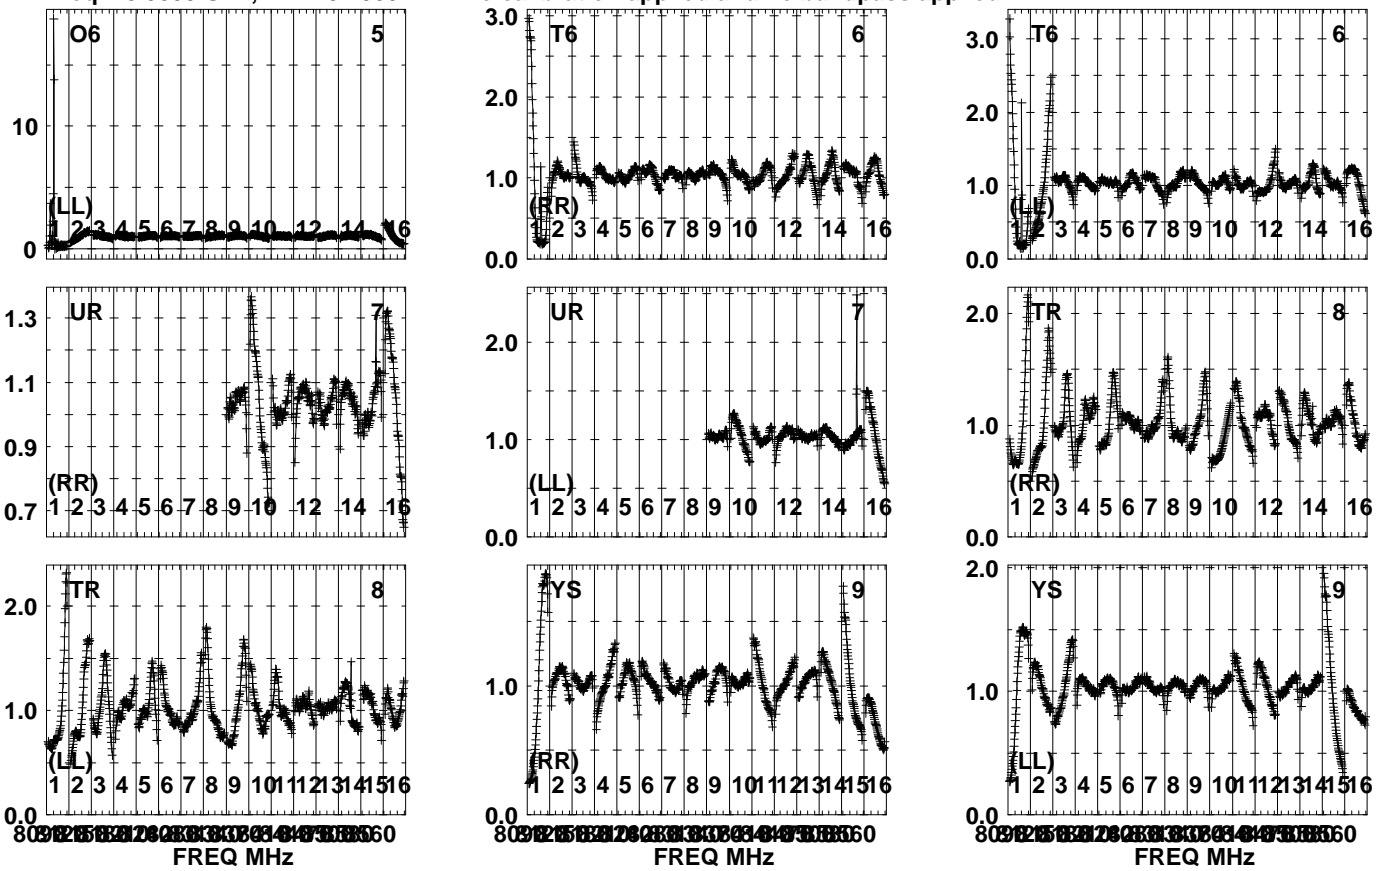 O6 5
10
0
(LL)
1 2 3 4 5 6 7 8 9 10 12 14 16
T6 6
3.0
2.0
1.0
0.0
(RR)
1 2 3 4 5 6 7 9 10 12 14 16
T6 6
3.0
2.0
1.0
0.0
1 2 3 4 5 6 7 8 9 10 12 14 16
UR 7
1.3
1.1
0.9
0.7
(RR)
1 2 3 4 5 6 7 8 9 10 12 14 16
UR 7
2.0
1.0
0.0
(LL)
1 2 3 4 5 6 7 8 9 10 12 14 16
TR 8
2.0
1.0
0.0
(RR)
1 2 3 4 5 6 7 8 9 10 12 14 16
TR 8
2.0
1.0
0.0
(LL)
1 2 3 4 5 6 7 8 9 10 11 12 13 14 15 16
FREQ MHz
YS 9
1.0
(RR)
1 2 3 4 5 6 7 8 9 10 11 12 13 14 15 16
FREQ MHz
YS 9
2.0
1.0
0.0
(LL)
1 2 3 4 5 6 7 8 9 10 11 12 13 14 15 16
FREQ MHz